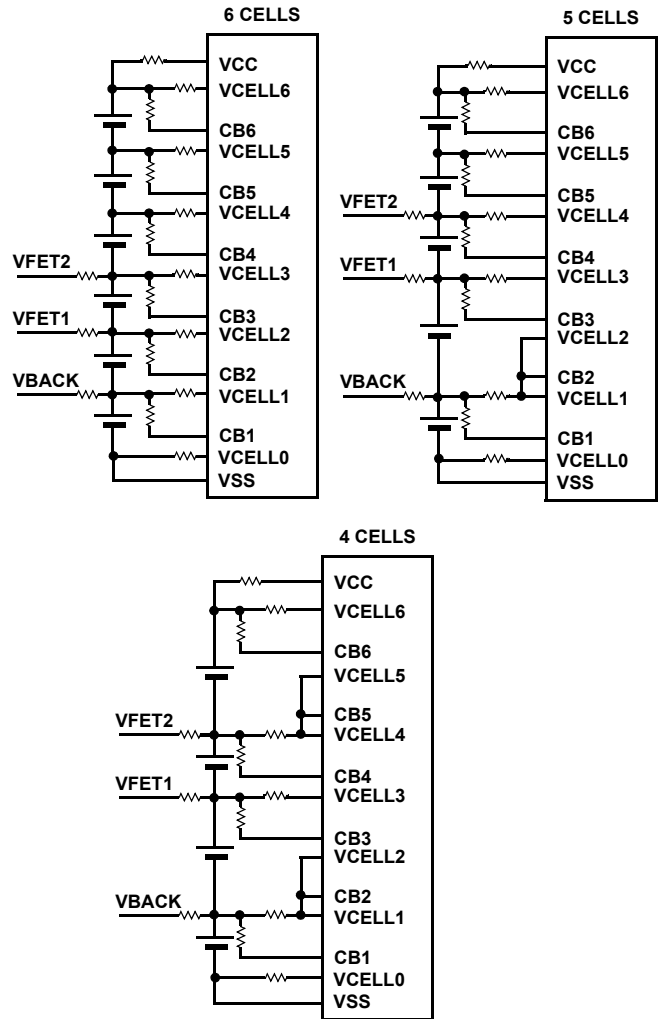 6 CELLS
VCC
VCELL6
CB6
VCELL5
CB5
VCELL4
CB4
VFET2
VCELL3
CB3
VFET1
VCELL2
CB2
VBACK
VCELL1
CB1
VCELL0
VSS
5 CELLS
VCC
VCELL6
CB6
VCELL5
CB5
VFET2
VCELL4
CB4
VFET1
VCELL3
CB3
VCELL2
VBACK
CB2
VCELL1
CB1
VCELL0
VSS
4 CELLS
VCC
VCELL6
CB6
VCELL5
CB5
VFET2
VCELL4
CB4
VFET1
VCELL3
CB3
VCELL2
CB2
VBACK
VCELL1
CB1
VCELL0
VSS